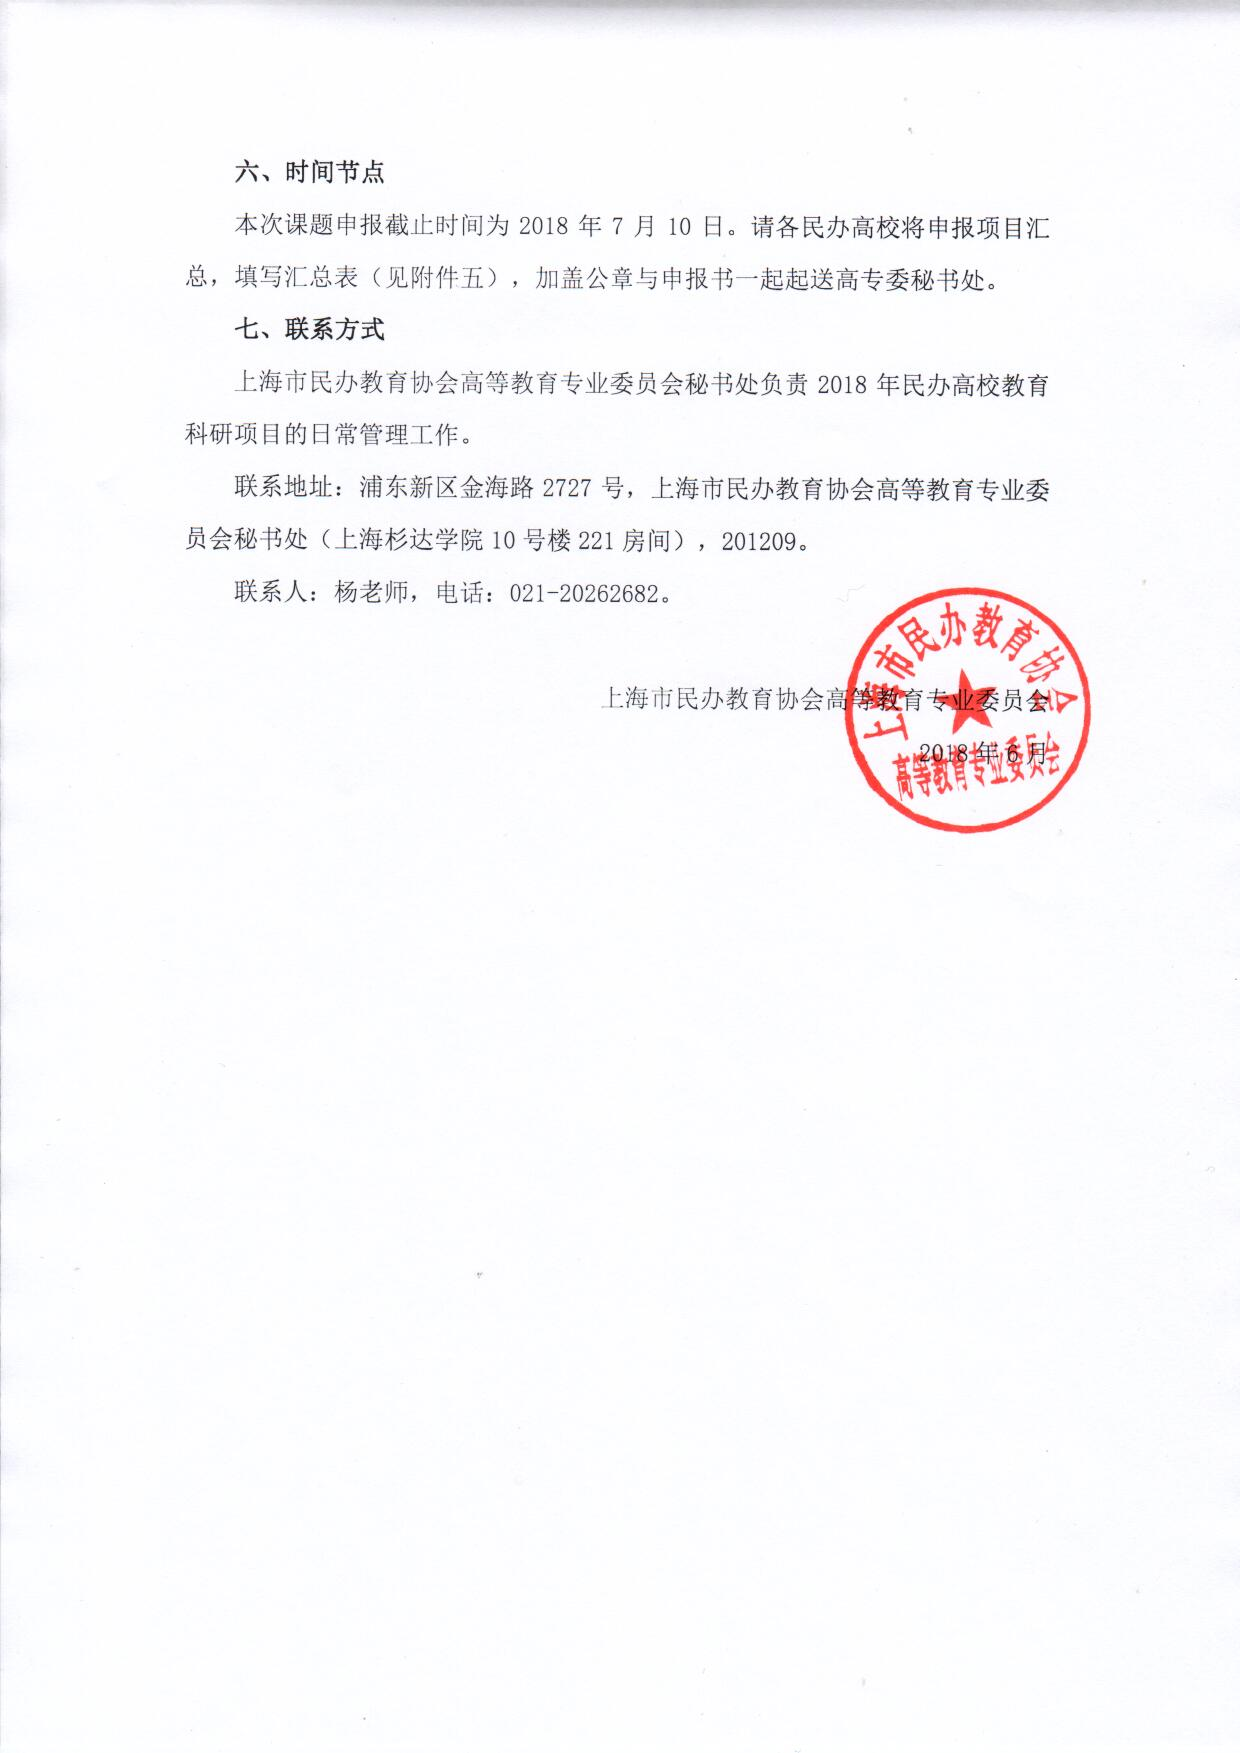 六、时间节点
本次课题申报截止时间为 2018 年 7 月 10 日。请各民办高校将申报项目汇
总，填写汇总表（见附件五），加盖公章与申报书一起起送高专委秘书处。
七、联系方式
上海市民办教育协会高等教育专业委员会秘书处负责 2018 年民办高校教育
科研项目的日常管理工作。
联系地址：浦东新区金海路 2727 号，上海市民办教育协会高等教育专业委
员会秘书处（上海杉达学院 10 号楼 221 房间），201209。
联系人：杨老师，电话：021-20262682。
上海市民办教育协会高等教育专业委员会
2018 年 6 月
上海市民办教育协会
高等教育专业委员会